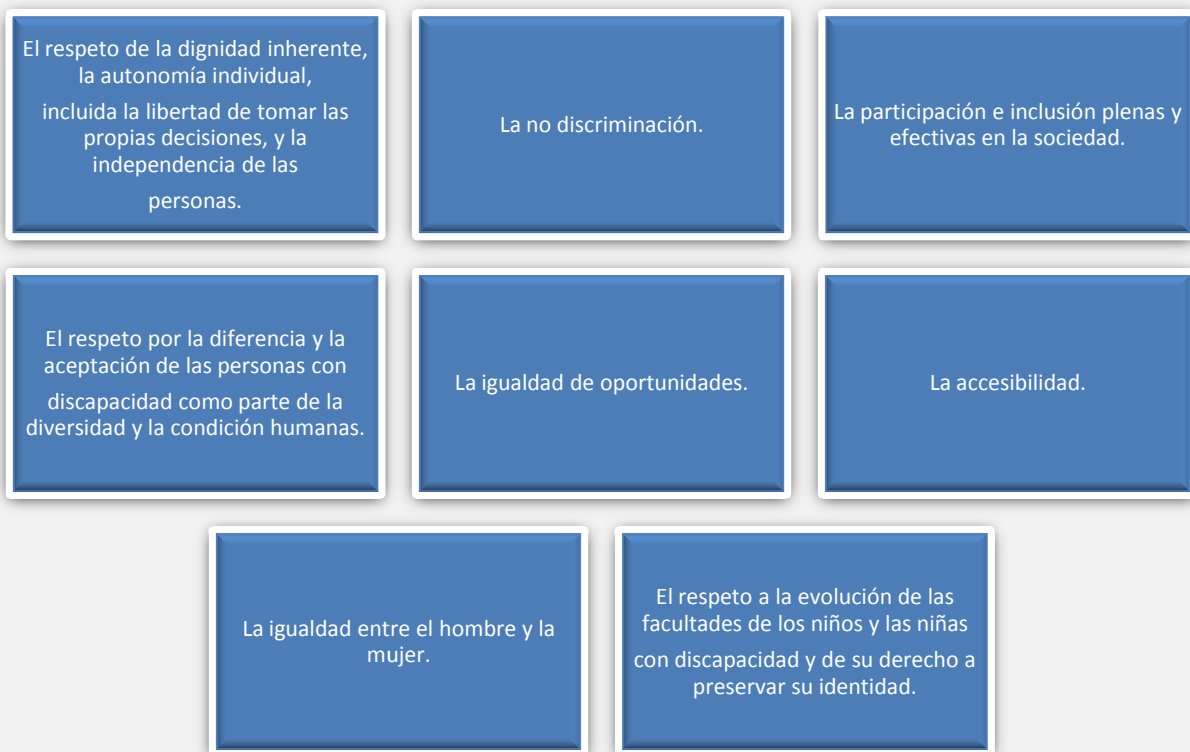 El respeto de la dignidad inherente,
la autonomía individual,
incluida la libertad de tomar las
propias decisiones, y la
independencia de las
personas.
La no discriminación.
La participación e inclusión plenas y
efectivas en la sociedad.
El respeto por la diferencia y la
aceptación de las personas con
discapacidad como parte de la
diversidad y la condición humanas.
La igualdad de oportunidades.
La accesibilidad.
La igualdad entre el hombre y la
mujer.
El respeto a la evolución de las
facultades de los niños y las niñas
con discapacidad y de su derecho a
preservar su identidad.